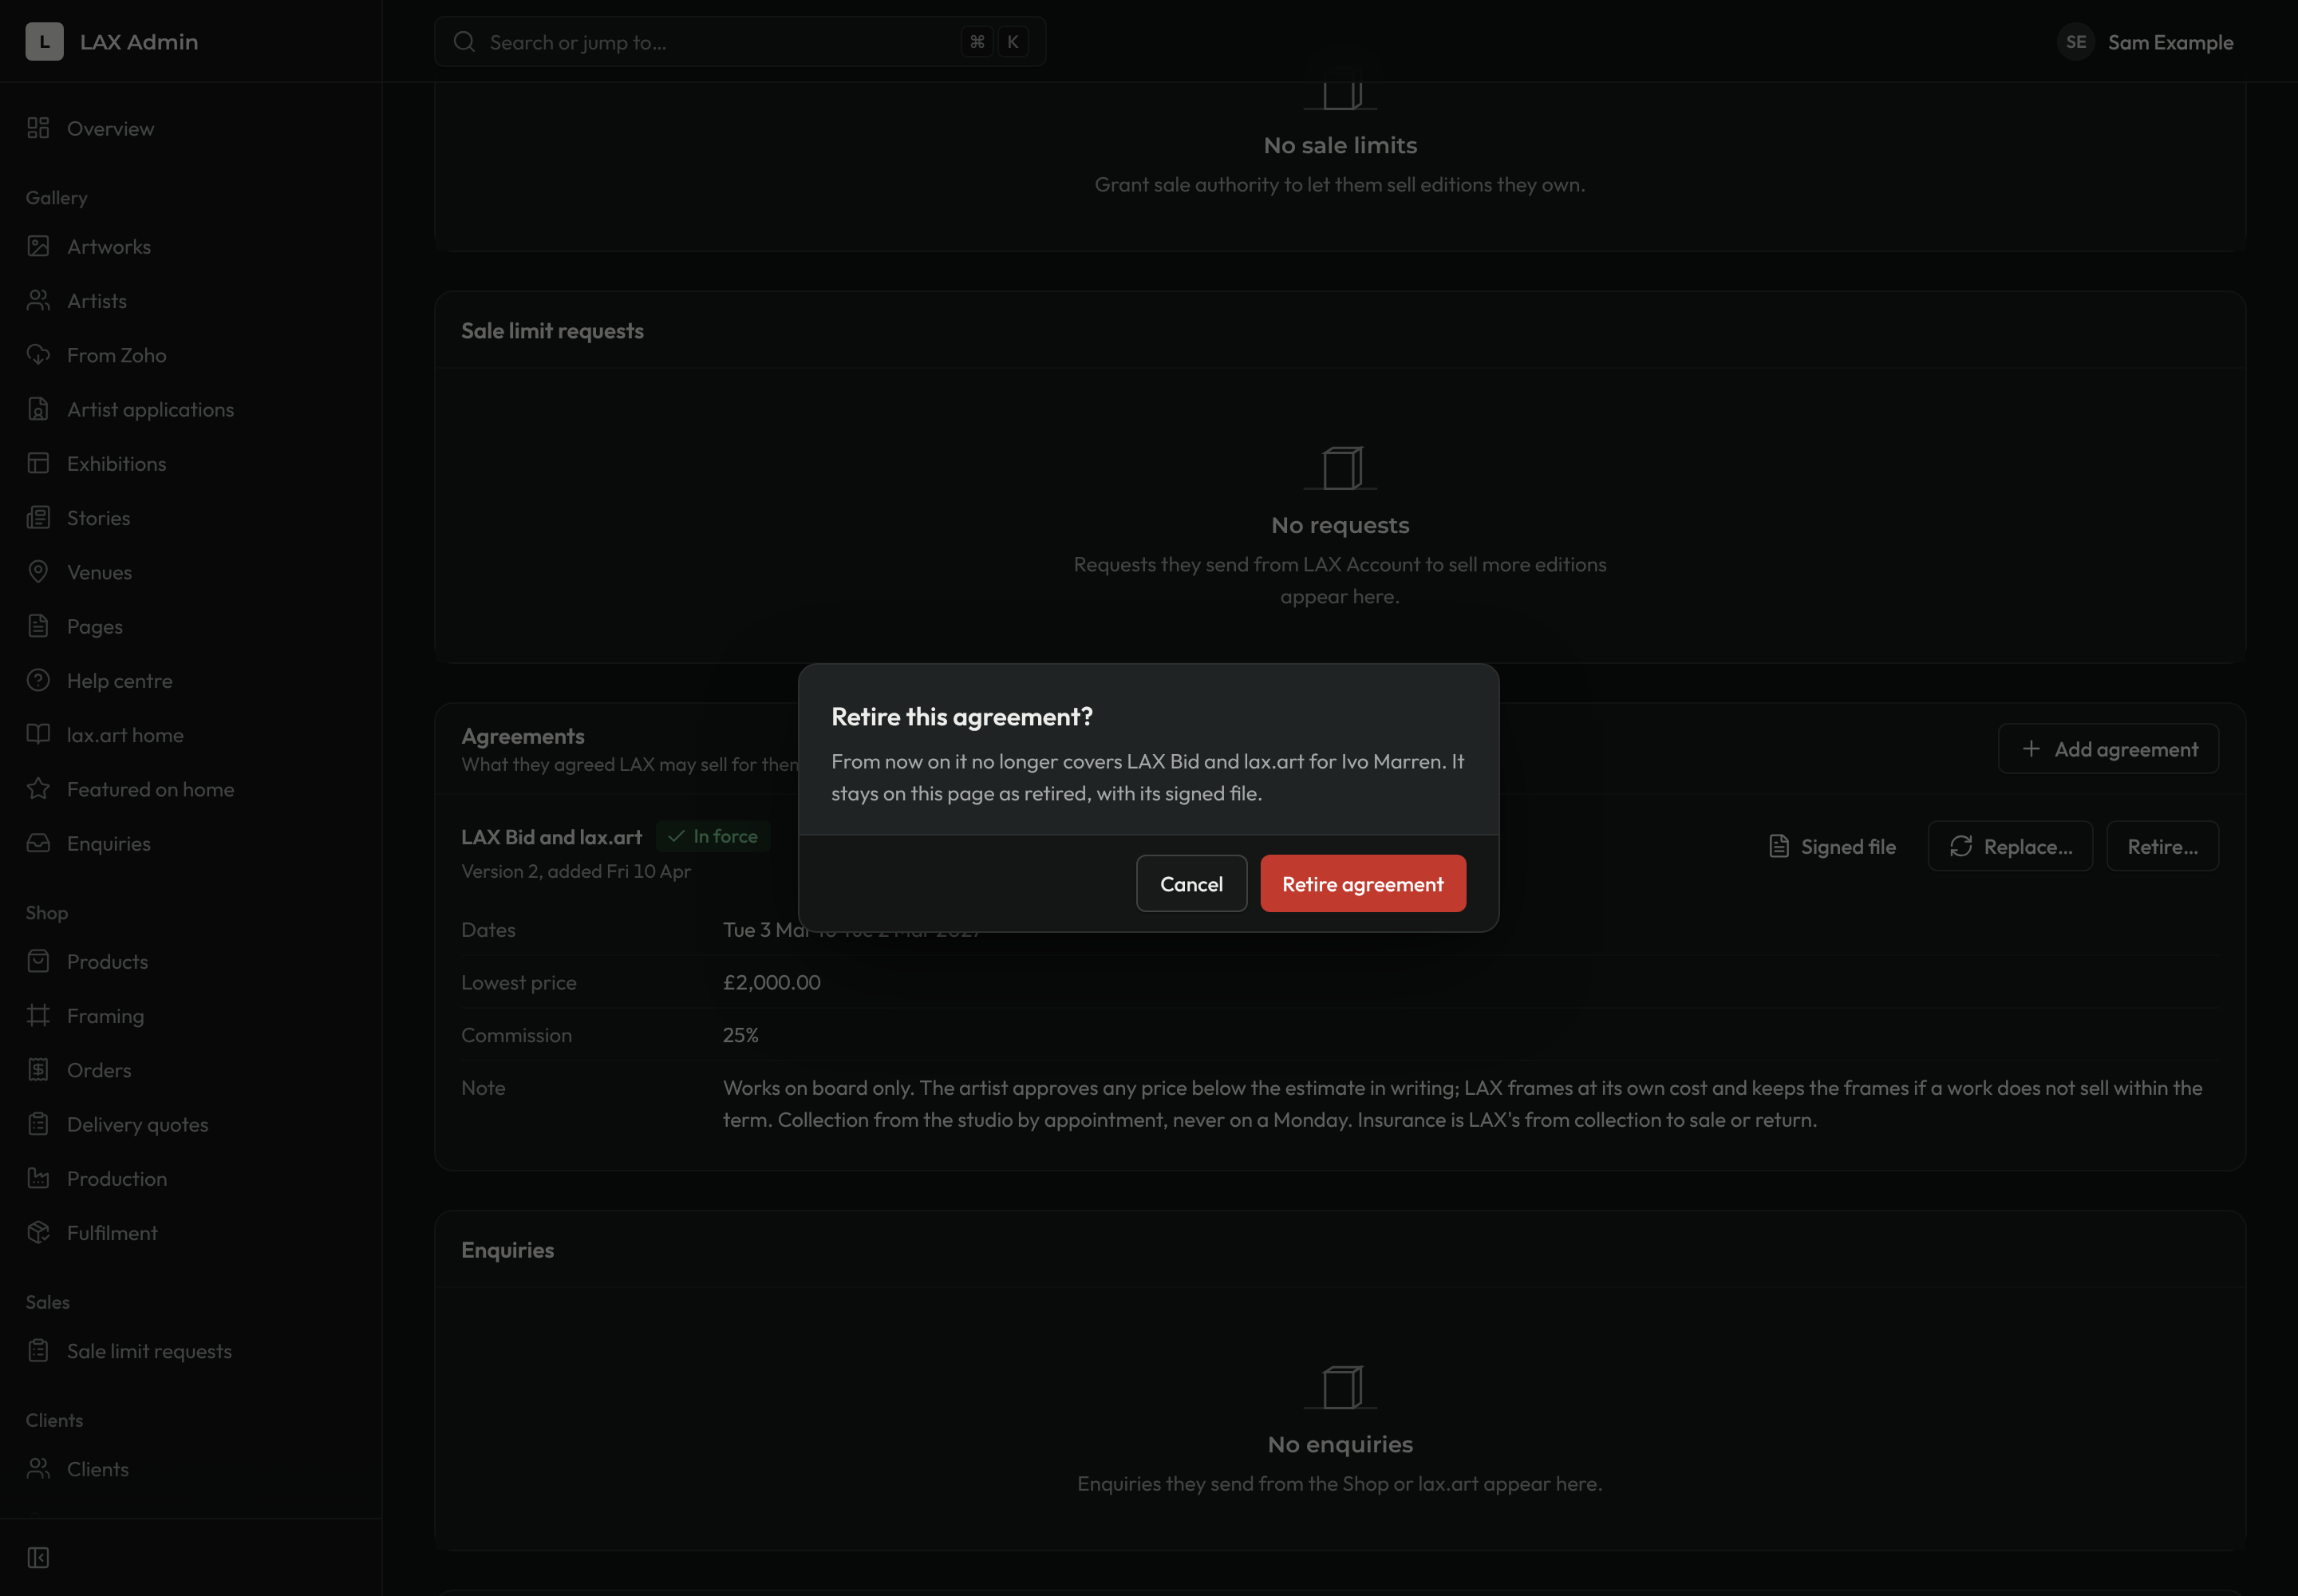 L LAX Admin
Search or jump to...
⌘ K
SE Sam Example
Overview
Gallery
Artworks
Artists
From Zoho
Artist applications
Exhibitions
Stories
Venues
Pages
Help centre
lax.art home
Featured on home
Enquiries
Shop
Products
Framing
Orders
Delivery quotes
Production
Fulfilment
Sales
Sale limit requests
Clients
Clients
No sale limits
Grant sale authority to let them sell editions they own.
Sale limit requests
No requests
Requests they send from LAX Account to sell more editions
appear here.
Agreements
What they agreed LAX may sell for
Add agreement
LAX Bid and lax.art
In force
Version 2, added Fri 10 Apr
Signed file
Replace...
Retire...
Retire this agreement?
From now on it no longer covers LAX Bid and lax.art for Ivo Marren. It
stays on this page as retired, with its signed file.
Cancel
Retire agreement
Dates
Tue 3 Mar
Lowest price
£2,000.00
Commission
25%
Note
Works on board only. The artist approves any price below the estimate in writing; LAX frames at its own cost and keeps the frames if a work does not sell within the
term. Collection from the studio by appointment, never on a Monday. Insurance is LAX's from collection to sale or return.
Enquiries
No enquiries
Enquiries they send from the Shop or lax.art appear here.